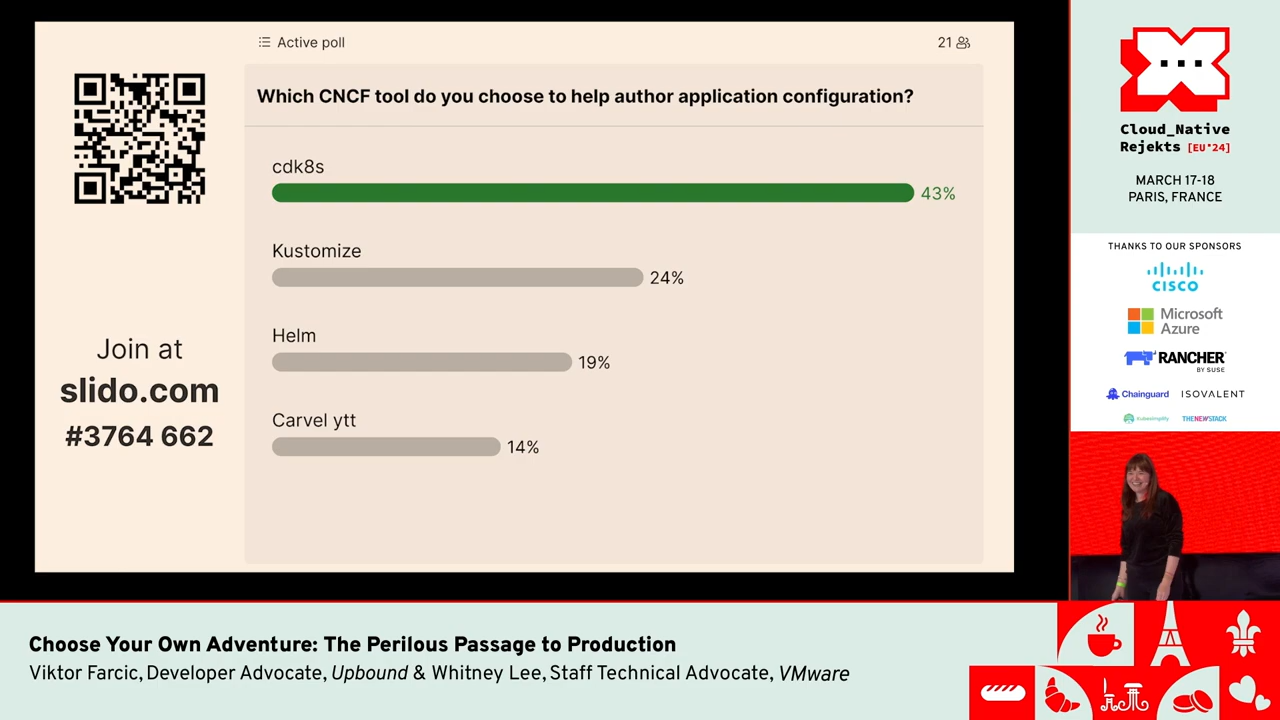 Active poll
21
Which CNCF tool do you choose to help author application configuration?
cdk8s
43%
Kustomize
24%
Helm
19%
Carvel ytt
14%
Join at
slido.com
#3764 662
Cloud_Native
Rejekts [EU'24]
MARCH 17-18
PARIS, FRANCE
THANKS TO OUR SPONSORS
CISCO
Microsoft
Azure
RANCHER
BY SUSE
Chainguard
ISOVALENT
Kubesimplify
THENEWSTACK
Choose Your Own Adventure: The Perilous Passage to Production
Viktor Farcic, Developer Advocate, Upbound & Whitney Lee, Staff Technical Advocate, VMware